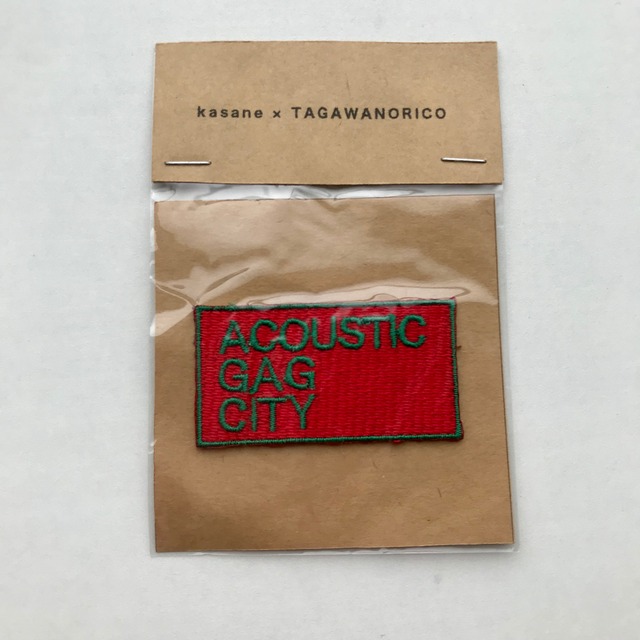 kasane × TAGAWANORICO
ACOUSTIC
GAG
CITY